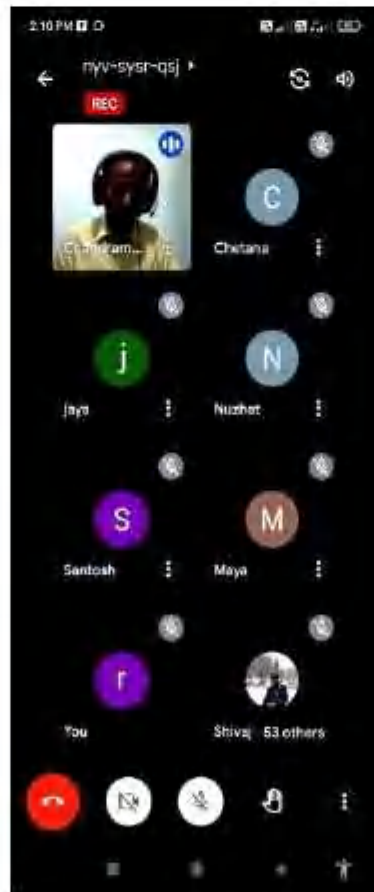 2:10 PM
nyv-sysr-qsj
REC
C
Chetana
j
N
jaya
Nuzhat
S
M
Santosh
Maya
r
You
Shivaj 53 others